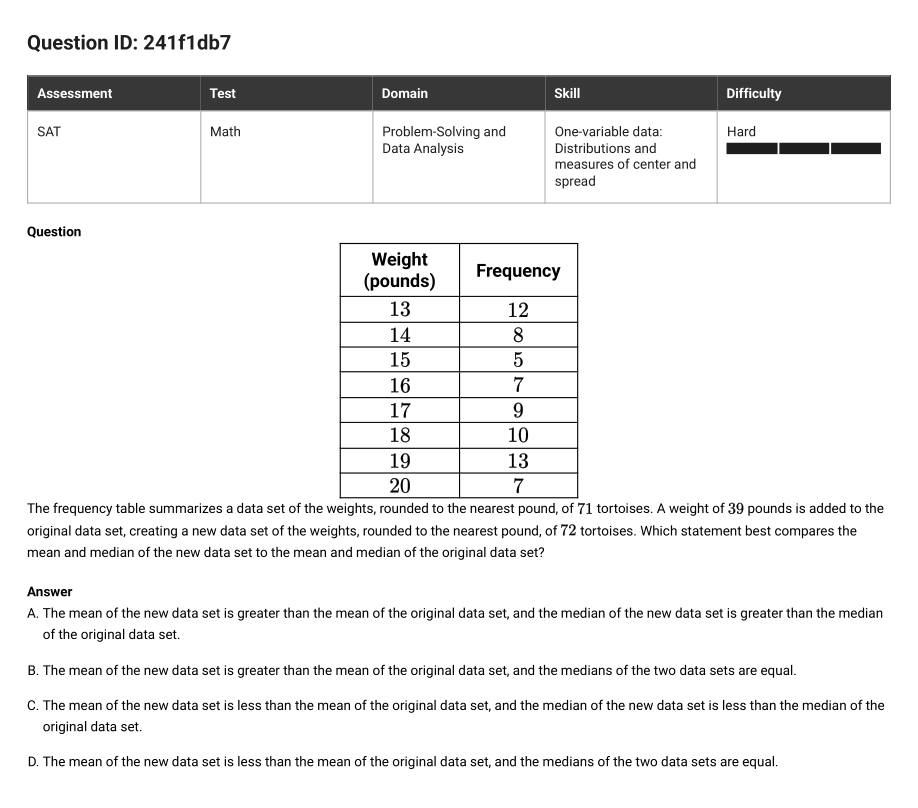 Question ID: 241f1db7
Assessment Test Domain Skill Difficulty
SAT Math Problem-Solving and Data Analysis One-variable data: Distributions and measures of center and spread Hard
Question
Weight (pounds) Frequency
13 12
14 8
15 5
16 7
17 9
18 10
19 13
20 7
The frequency table summarizes a data set of the weights, rounded to the nearest pound, of 71 tortoises. A weight of 39 pounds is added to the
original data set, creating a new data set of the weights, rounded to the nearest pound, of 72 tortoises. Which statement best compares the
mean and median of the new data set to the mean and median of the original data set?
Answer
A. The mean of the new data set is greater than the mean of the original data set, and the median of the new data set is greater than the median
of the original data set.
B. The mean of the new data set is greater than the mean of the original data set, and the medians of the two data sets are equal.
C. The mean of the new data set is less than the mean of the original data set, and the median of the new data set is less than the median of the
original data set.
D. The mean of the new data set is less than the mean of the original data set, and the medians of the two data sets are equal.